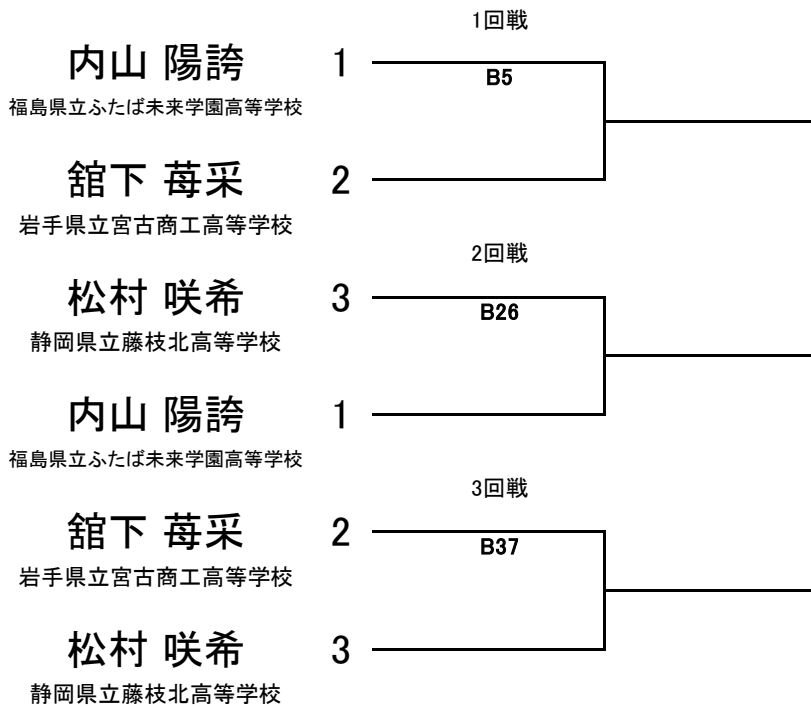 1回戦
内山 陽誇 1
B5
福島県立ふたば未来学園高等学校
舘下 苺采 2
岩手県立宮古商工高等学校
2回戦
松村 咲希 3
B26
静岡県立藤枝北高等学校
内山 陽誇 1
福島県立ふたば未来学園高等学校
3回戦
舘下 苺采 2
B37
岩手県立宮古商工高等学校
松村 咲希 3
静岡県立藤枝北高等学校